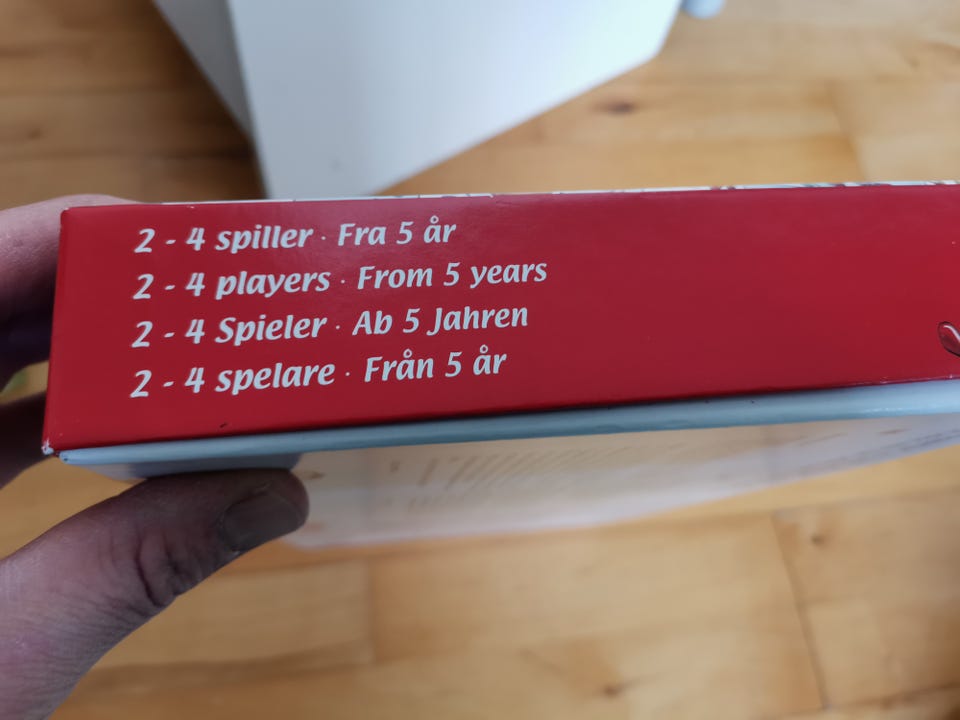 2 - 4 spiller · Fra 5 år
2 - 4 players · From 5 years
2 - 4 Spieler · Ab 5 Jahren
2 - 4 spelare · Från 5 år